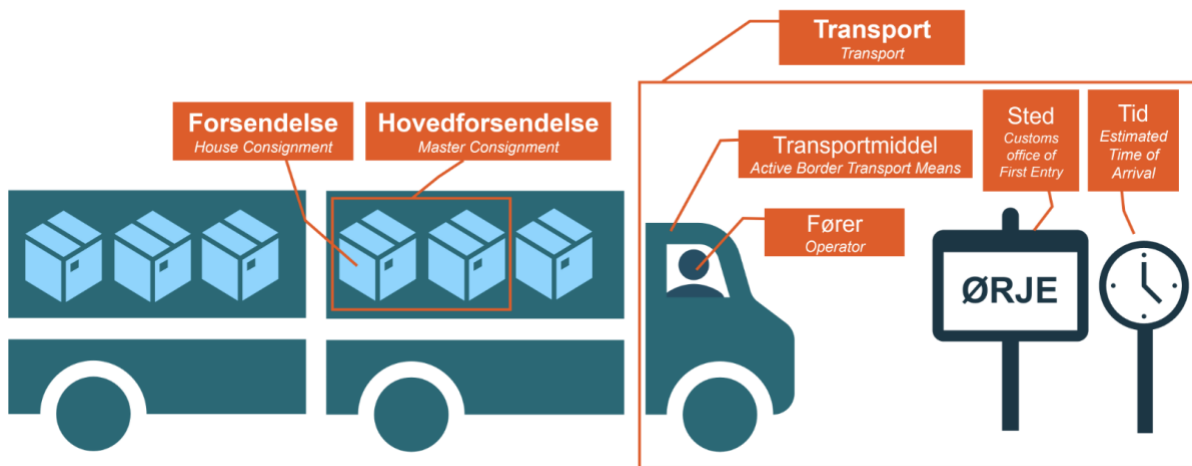 Transport
Transport
Forsendelse
House Consignment
Hovedforsendelse
Master Consignment
Transportmiddel
Active Border Transport Means
Sted
Customs
office of
First Entry
Tid
Estimated
Time of
Arrival
Fører
Operator
ØRJE